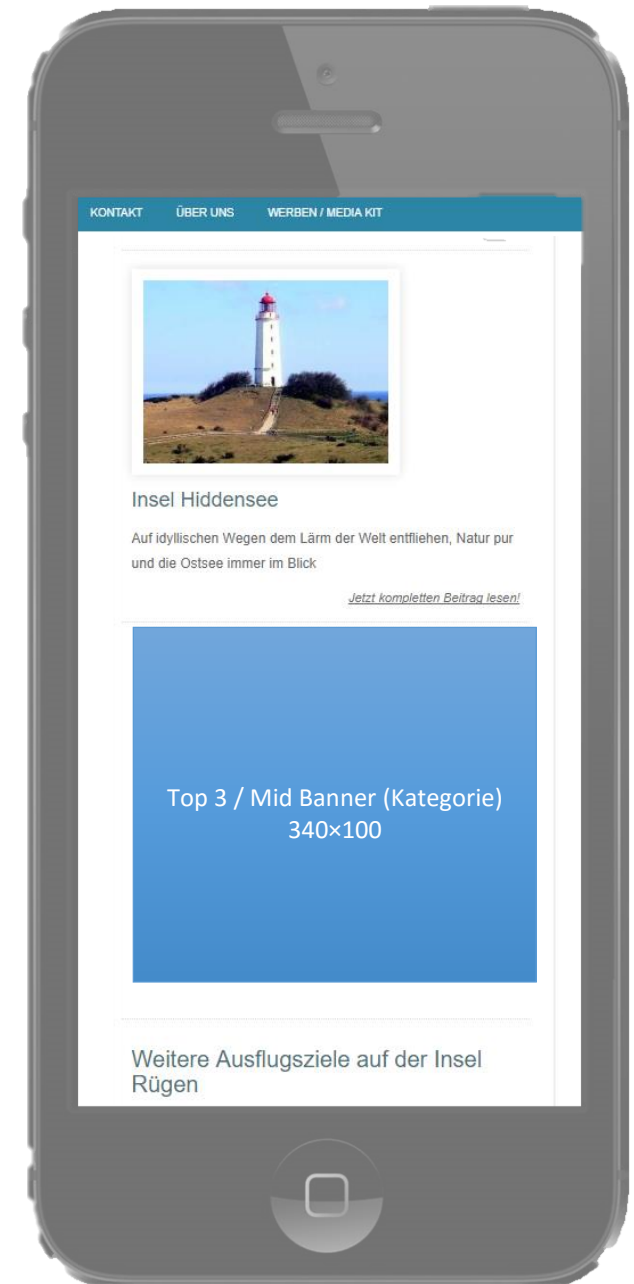 KONTAKT ÜBER UNS WERBEN / MEDIA KIT
Insel Hiddensee
Auf idyllischen Wegen dem Lärm der Welt entfliehen, Natur pur
und die Ostsee immer im Blick
Jetzt kompletten Beitrag lesen!
Top 3 / Mid Banner (Kategorie)
340×100
Weitere Ausflugsziele auf der Insel
Rügen